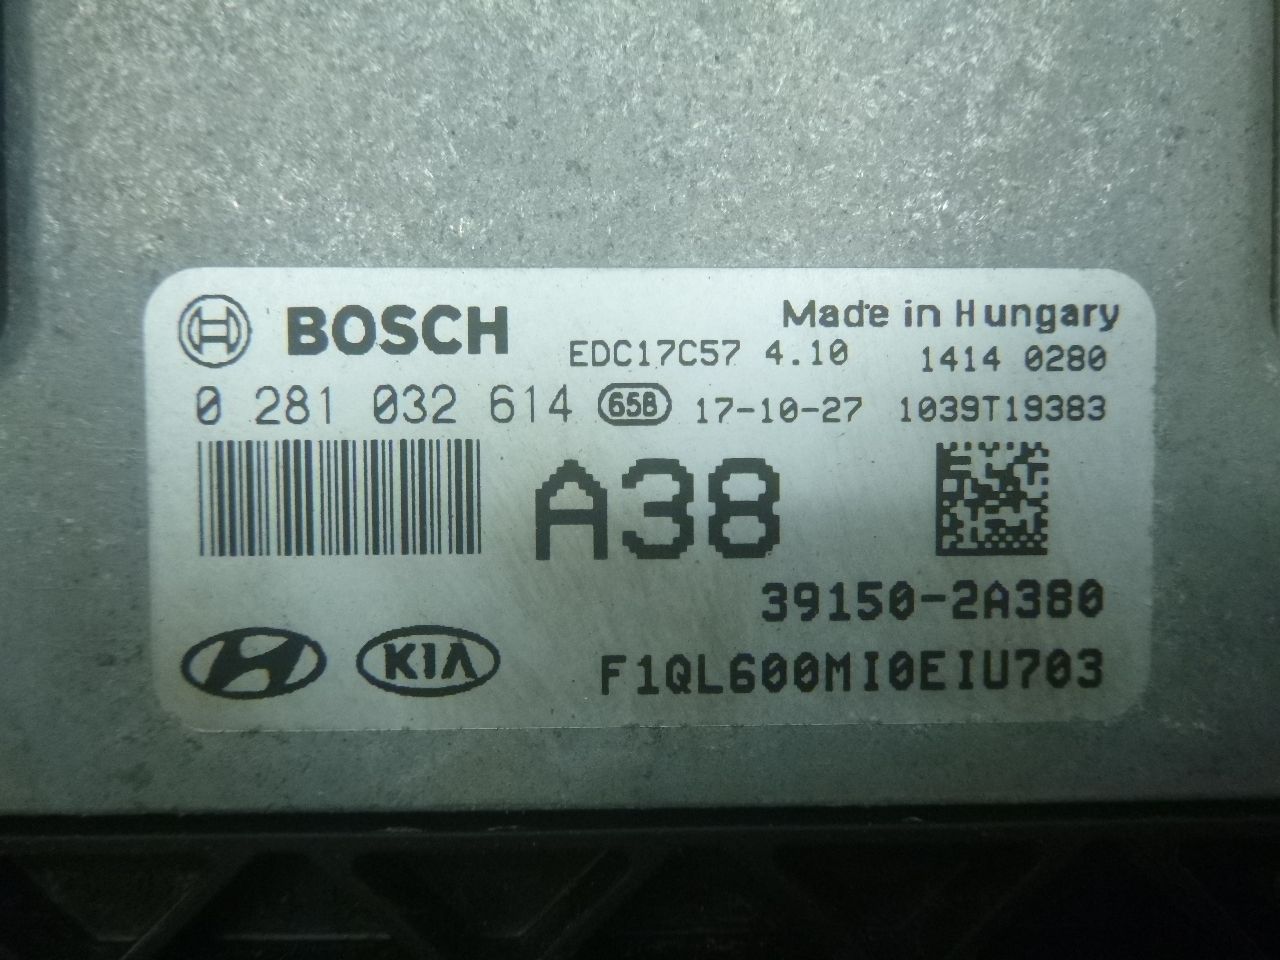 BOSCH
Made in Hungary
EDC17C57 4.10
1414 0280
0 281 032 614 658 17-10-27 1039T19383
A38
39150-2A380
KIA
F1QL600MI0EIU703